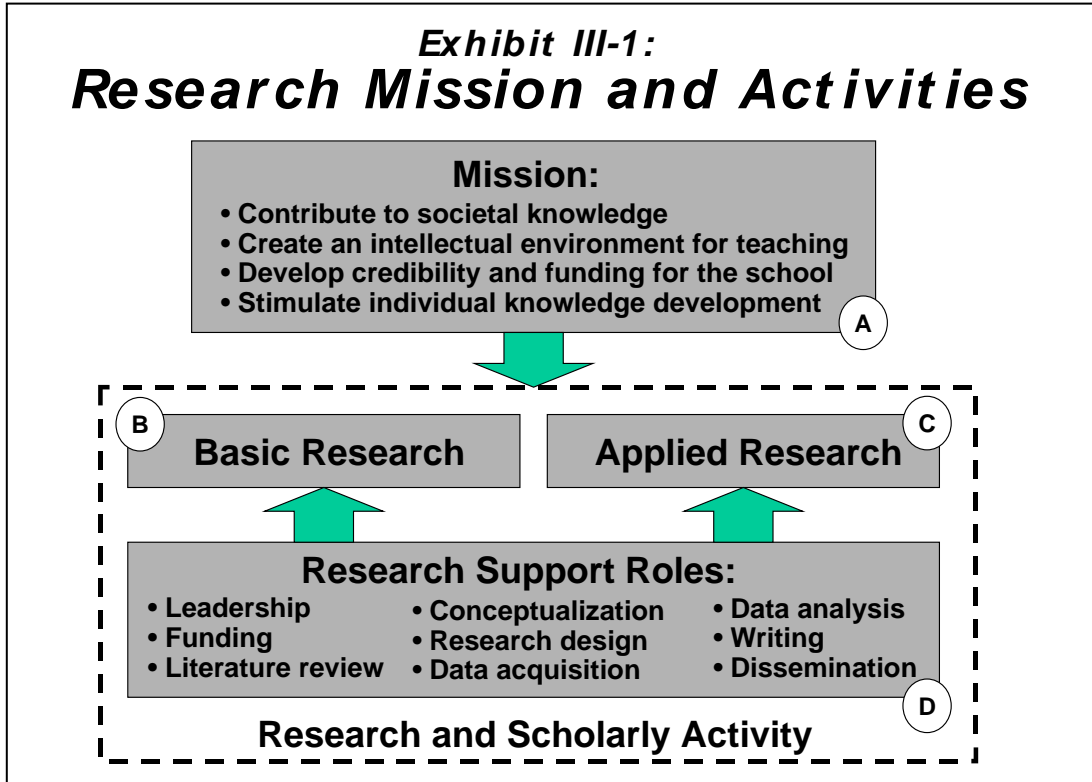 Exhibit III-1:
Research Mission and Activities
Mission:
• Contribute to societal knowledge
• Create an intellectual environment for teaching
• Develop credibility and funding for the school
• Stimulate individual knowledge development
A
B
Basic Research
C
Applied Research
Research Support Roles:
• Leadership
• Funding
• Literature review
• Conceptualization
• Research design
• Data acquisition
• Data analysis
• Writing
• Dissemination
D
Research and Scholarly Activity